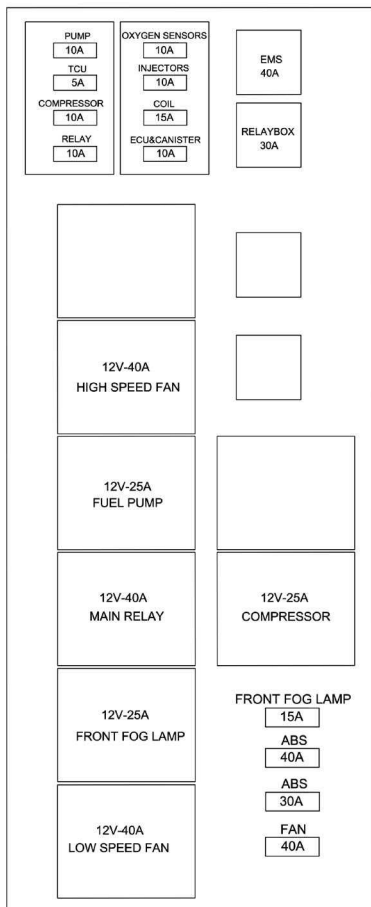 PUMP
10A
TCU
5A
COMPRESSOR
10A
RELAY
10A
OXYGEN SENSORS
10A
INJECTORS
10A
COIL
15A
ECU&CANISTER
10A
EMS
40A
RELAYBOX
30A
12V-40A
HIGH SPEED FAN
12V-25A
FUEL PUMP
12V-40A
MAIN RELAY
12V-25A
COMPRESSOR
12V-25A
FRONT FOG LAMP
12V-40A
LOW SPEED FAN
FRONT FOG LAMP
15A
ABS
40A
ABS
30A
FAN
40A